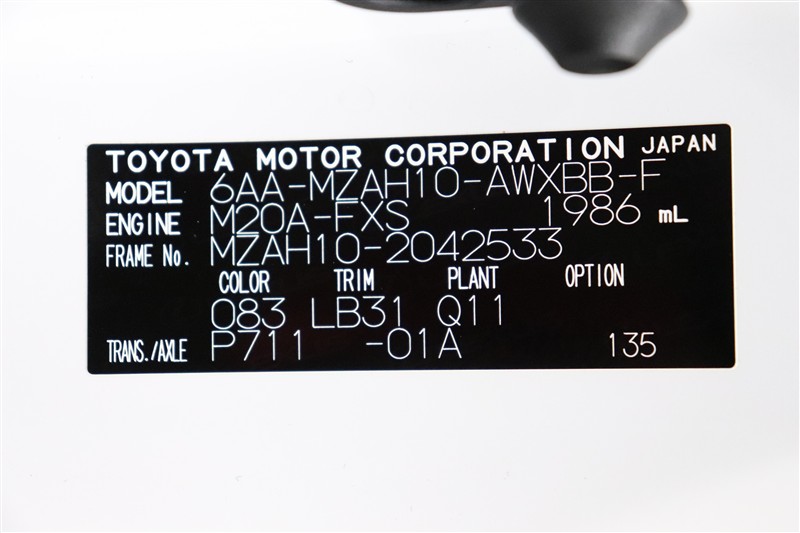 TOYOTA MOTOR CORPORATION JAPAN
MODEL 6AA-MZAH10-AWXBB-F
ENGINE M20A-FXS 1986 mL
FRAME No. MZAH10-2042533
COLOR TRIM PLANT OPTION
083 LB31 Q11
TRANS./AXLE P711 -01A 135